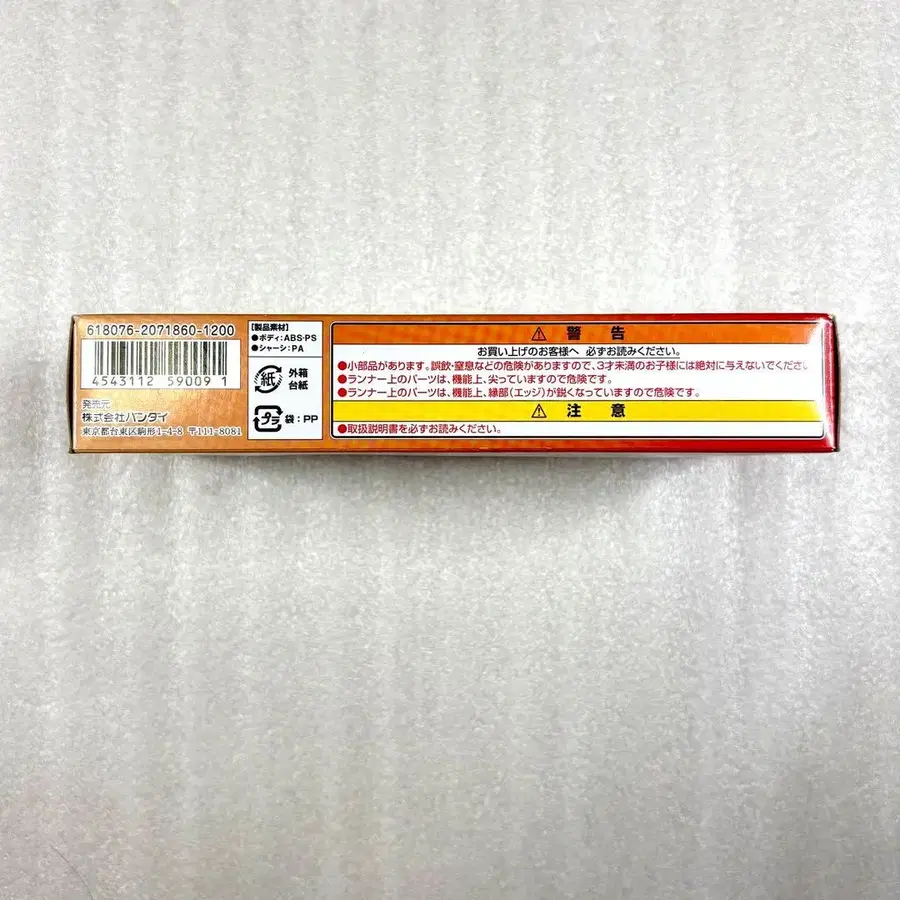 618076-2071860-1200
4543112 59009 1
発売元
株式会社バンダイ
東京都台東区駒形1-4-8 〒111-8081
【製品素材】
●ボディ:ABS・PS
●シャーシ:PA
紙
外箱
台紙
プラ
袋:PP
警告
お買い上げのお客様へ 必ずお読みください。
●小部品があります。誤飲・窒息などの危険がありますので、3才未満のお子様には絶対に与えないでくださ
●ランナー上のパーツは、機能上、尖っていますので危険です。
●ランナー上のパーツは、機能上、縁部(エッジ)が鋭くなっていますので危険です。
注意
●取扱説明書を必ずお読みください。